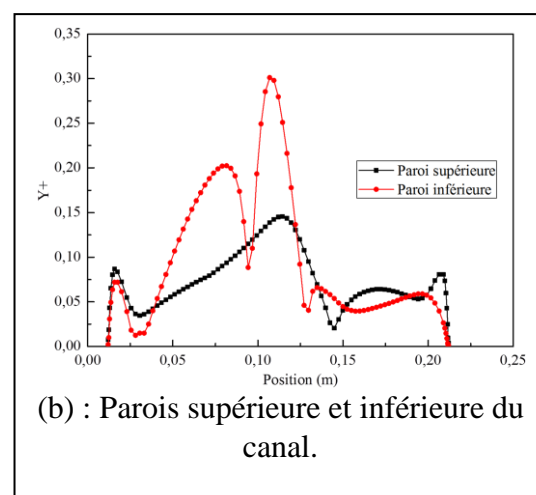 0,35
0,30
0,25
0,20
0,15
0,10
0,05
0,00
Y+
Paroi supérieure
Paroi inférieure
0,00 0,05 0,10 0,15 0,20 0,25
Position (m)
(b) : Parois supérieure et inférieure du
canal.